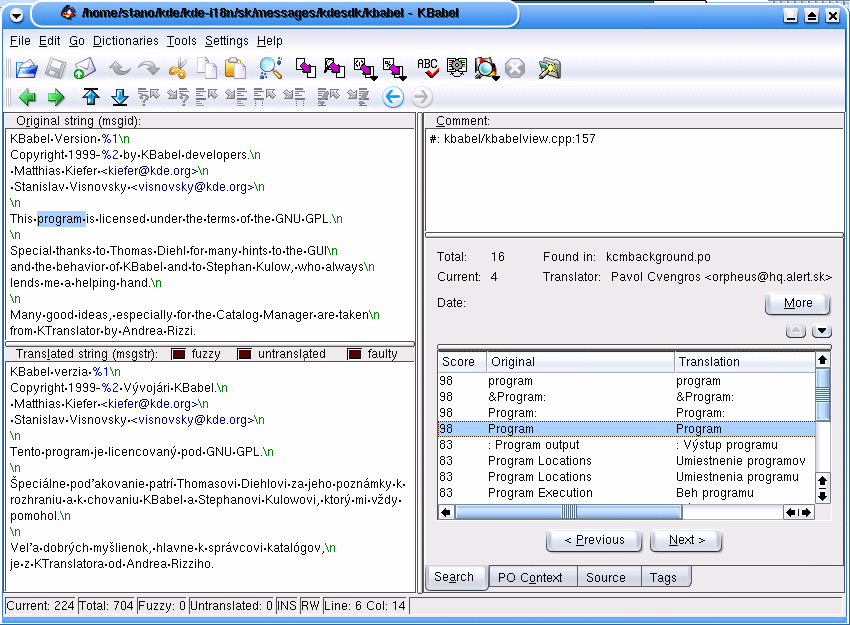 /home/stano/kde/kde-i18n/sk/messages/kdesdk/kbabel - KBabel
File Edit Go Dictionaries Tools Settings Help
ABC
Original string (msgid):
KBabel·Version·%1\n
Copyright·1999-%2·by·KBabel·developers.\n
·Matthias·Kiefer·<kiefer@kde.org>\n
·Stanislav·Visnovsky·<visnovsky@kde.org>\n
\n
This·program·is·licensed·under·the·terms·of·the·GNU·GPL.\n
\n
Special·thanks·to·Thomas·Diehl·for·many·hints·to·the·GUI\n
and·the·behavior·of·KBabel·and·to·Stephan·Kulow,·who·always\n
lends·me·a·helping·hand.\n
\n
Many·good·ideas,·especially·for·the·Catalog·Manager·are·taken\n
from·KTranslator·by·Andrea·Rizzi.
Translated string (msgstr): fuzzy untranslated faulty
KBabel·verzia·%1\n
Copyright·1999-%2·Vývojári·KBabel.\n
·Matthias·Kiefer·<kiefer@kde.org>\n
·Stanislav·Visnovsky·<visnovsky@kde.org>\n
\n
Tento·program·je·licencovaný·pod·GNU·GPL.\n
\n
Špeciálne·poďakovanie·patrí·Thomasovi·Diehlovi·za·jeho·poznámky·k·
rozhraniu·a·k·chovaniu·KBabel·a·Stephanovi·Kulowovi,·ktorý·mi·vždy·
pomohol.\n
\n
Veľa·dobrých·myšlienok,·hlavne·k·správcovi·katalógov,\n
je·z·KTranslatora·od·Andrea·Rizziho.
Comment:
#: kbabel/kbabelview.cpp:157
Total: 16 Found in: kcmbackground.po
Current: 4 Translator: Pavol Cvengros <orpheus@hq.alert.sk>
Date:
More
Score Original Translation
98 program program
98 &Program: &Program:
98 Program: Program:
98 Program Program
83 : Program output : Výstup programu
83 Program Locations Umiestnenie programov
83 Program Locations Umiestnenia programu
83 Program Execution Beh programu
< Previous Next >
Search PO Context Source Tags
Current: 224 Total: 704 Fuzzy: 0 Untranslated: 0 INS RW Line: 6 Col: 14